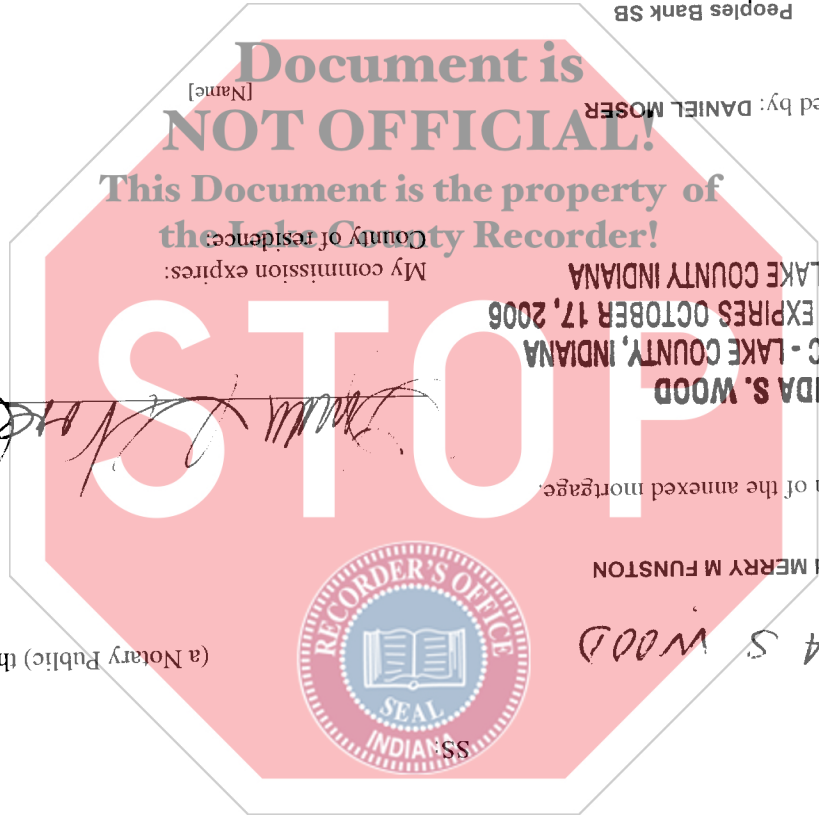 Document is
NOT OFFICIAL!
This Document is the property of
the Lake County Recorder!
STOP
RECORDER'S OFFICE
SEAL
INDIANA
SS:
(a Notary Public) th
A S WOOD
MERRY M FUNSTON
of the annexed mortgage.
DA S. WOOD
C - LAKE COUNTY, INDIANA
EXPIRES OCTOBER 17, 2006
LAKE COUNTY INDIANA
My commission expires:
County of residence:
ed by: DANIEL MOSER
[Name]
Peoples Bank SB